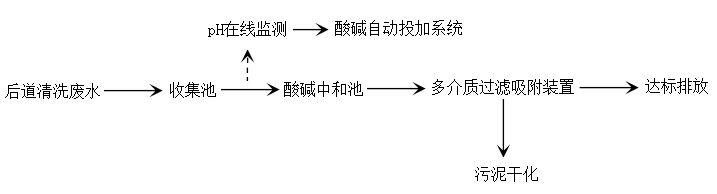 pH在线监测
酸碱自动投加系统
后道清洗废水
收集池
酸碱中和池
多介质过滤吸附装置
达标排放
污泥干化